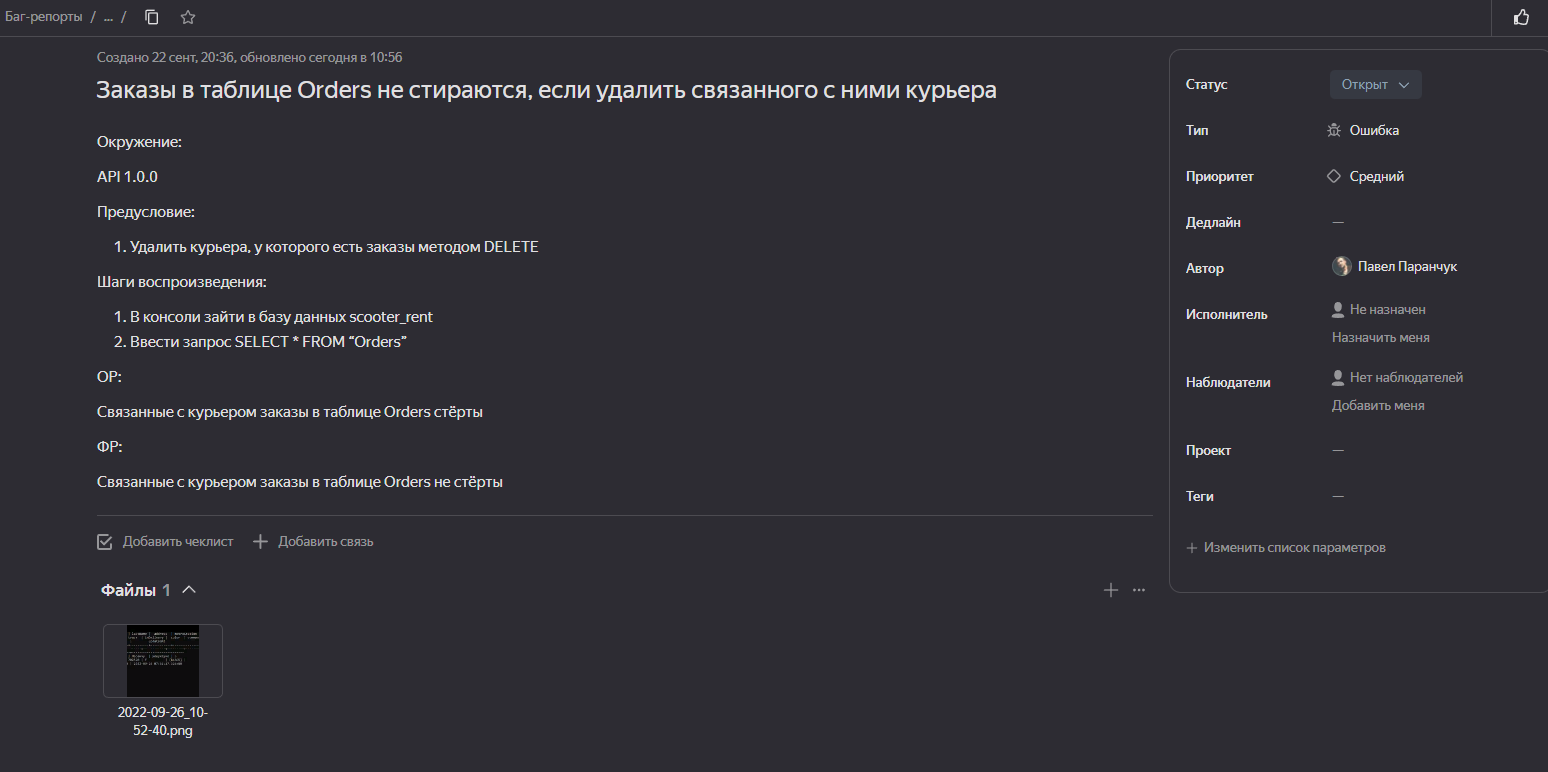 Баг-репорты / ... /
Создано 22 сент, 20:36, обновлено сегодня в 10:56
Заказы в таблице Orders не стираются, если удалить связанного с ними курьера
Окружение:
API 1.0.0
Предусловие:
1. Удалить курьера, у которого есть заказы методом DELETE
Шаги воспроизведения:
1. В консоли зайти в базу данных scooter_rent
2. Ввести запрос SELECT * FROM “Orders”
ОР:
Связанные с курьером заказы в таблице Orders стёрты
ФР:
Связанные с курьером заказы в таблице Orders не стёрты
Добавить чеклист
Добавить связь
Файлы 1
2022-09-26_10-
52-40.png
Статус Открыт
Тип Ошибка
Приоритет Средний
Дедлайн —
Автор Павел Паранчук
Исполнитель Не назначен
Назначить меня
Наблюдатели Нет наблюдателей
Добавить меня
Проект —
Теги —
+ Изменить список параметров